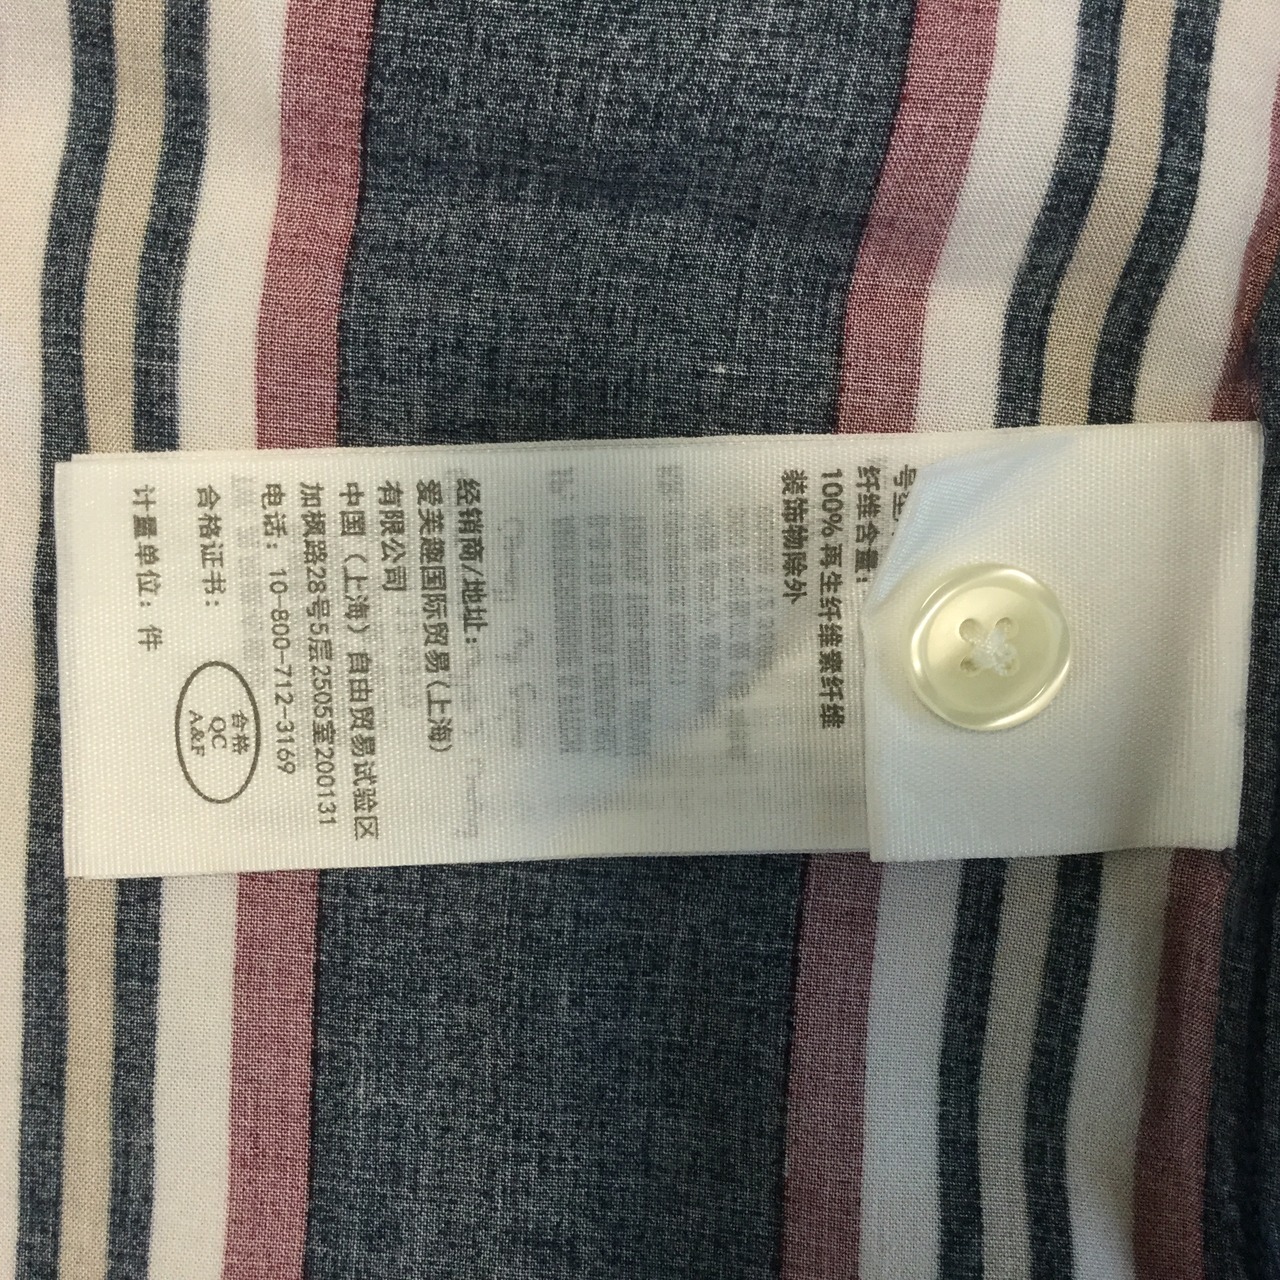 纤维含量:
100% 再生纤维素纤维
装饰物除外
经销商/地址:
爱芙趣国际贸易(上海)
有限公司
中国（上海）自由贸易试验区
加枫路28号5层2505室200131
电话: 10-800-712-3169
合格证书:
合格
QC
A&F
计量单位: 件